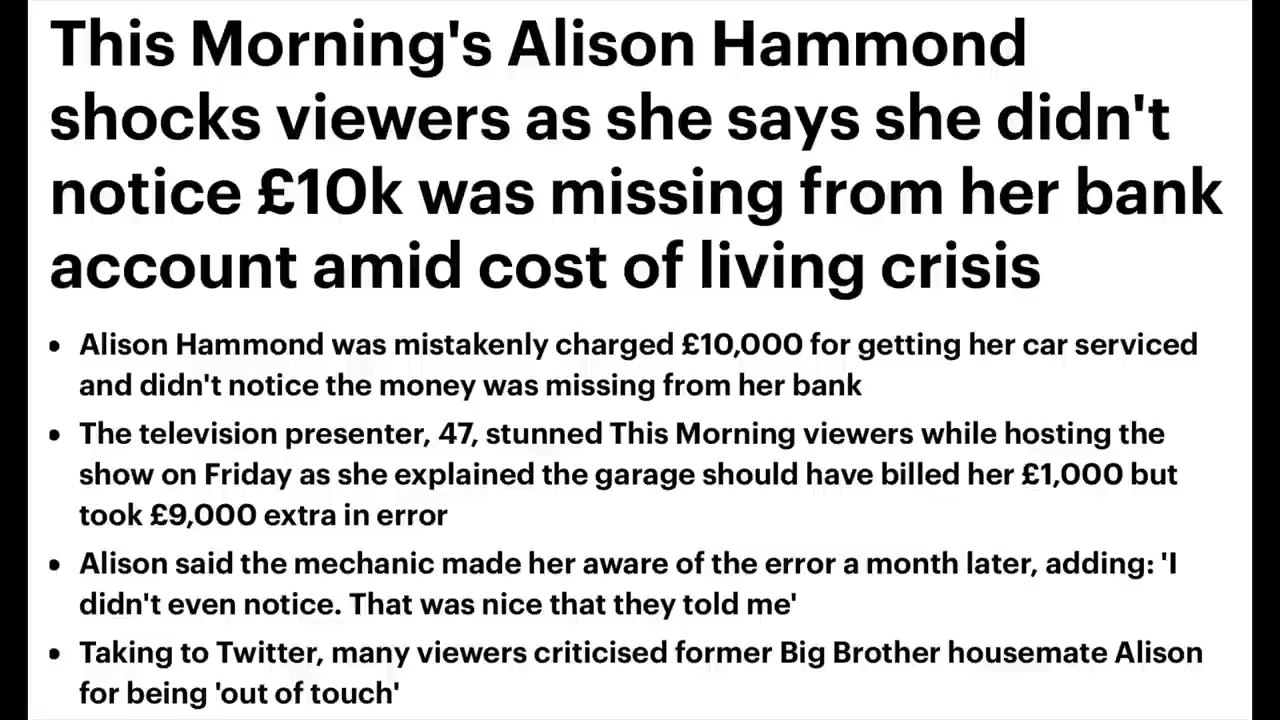 This Morning's Alison Hammond
shocks viewers as she says she didn't
notice £10k was missing from her bank
account amid cost of living crisis
• Alison Hammond was mistakenly charged £10,000 for getting her car serviced
and didn't notice the money was missing from her bank
• The television presenter, 47, stunned This Morning viewers while hosting the
show on Friday as she explained the garage should have billed her £1,000 but
took £9,000 extra in error
• Alison said the mechanic made her aware of the error a month later, adding: 'I
didn't even notice. That was nice that they told me'
• Taking to Twitter, many viewers criticised former Big Brother housemate Alison
for being 'out of touch'